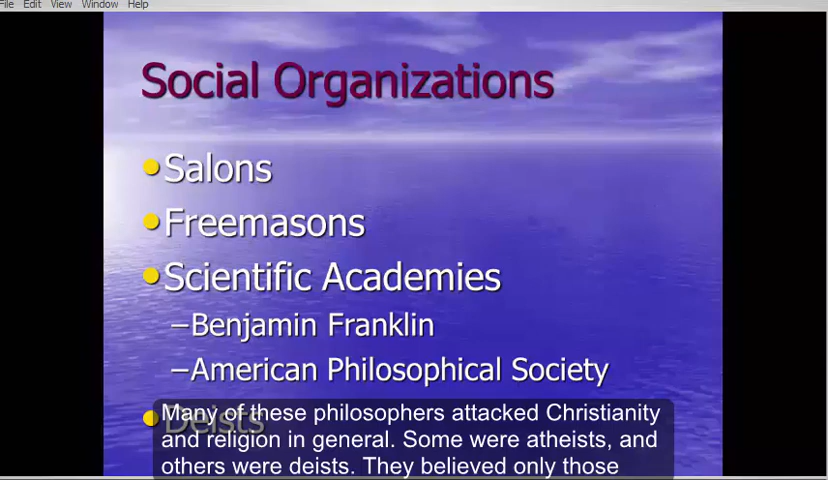 File Edit View Window Help
Social Organizations
•Salons
•Freemasons
•Scientific Academies
–Benjamin Franklin
–American Philosophical Society
•Deists
Many of these philosophers attacked Christianity
and religion in general. Some were atheists, and
others were deists. They believed only those